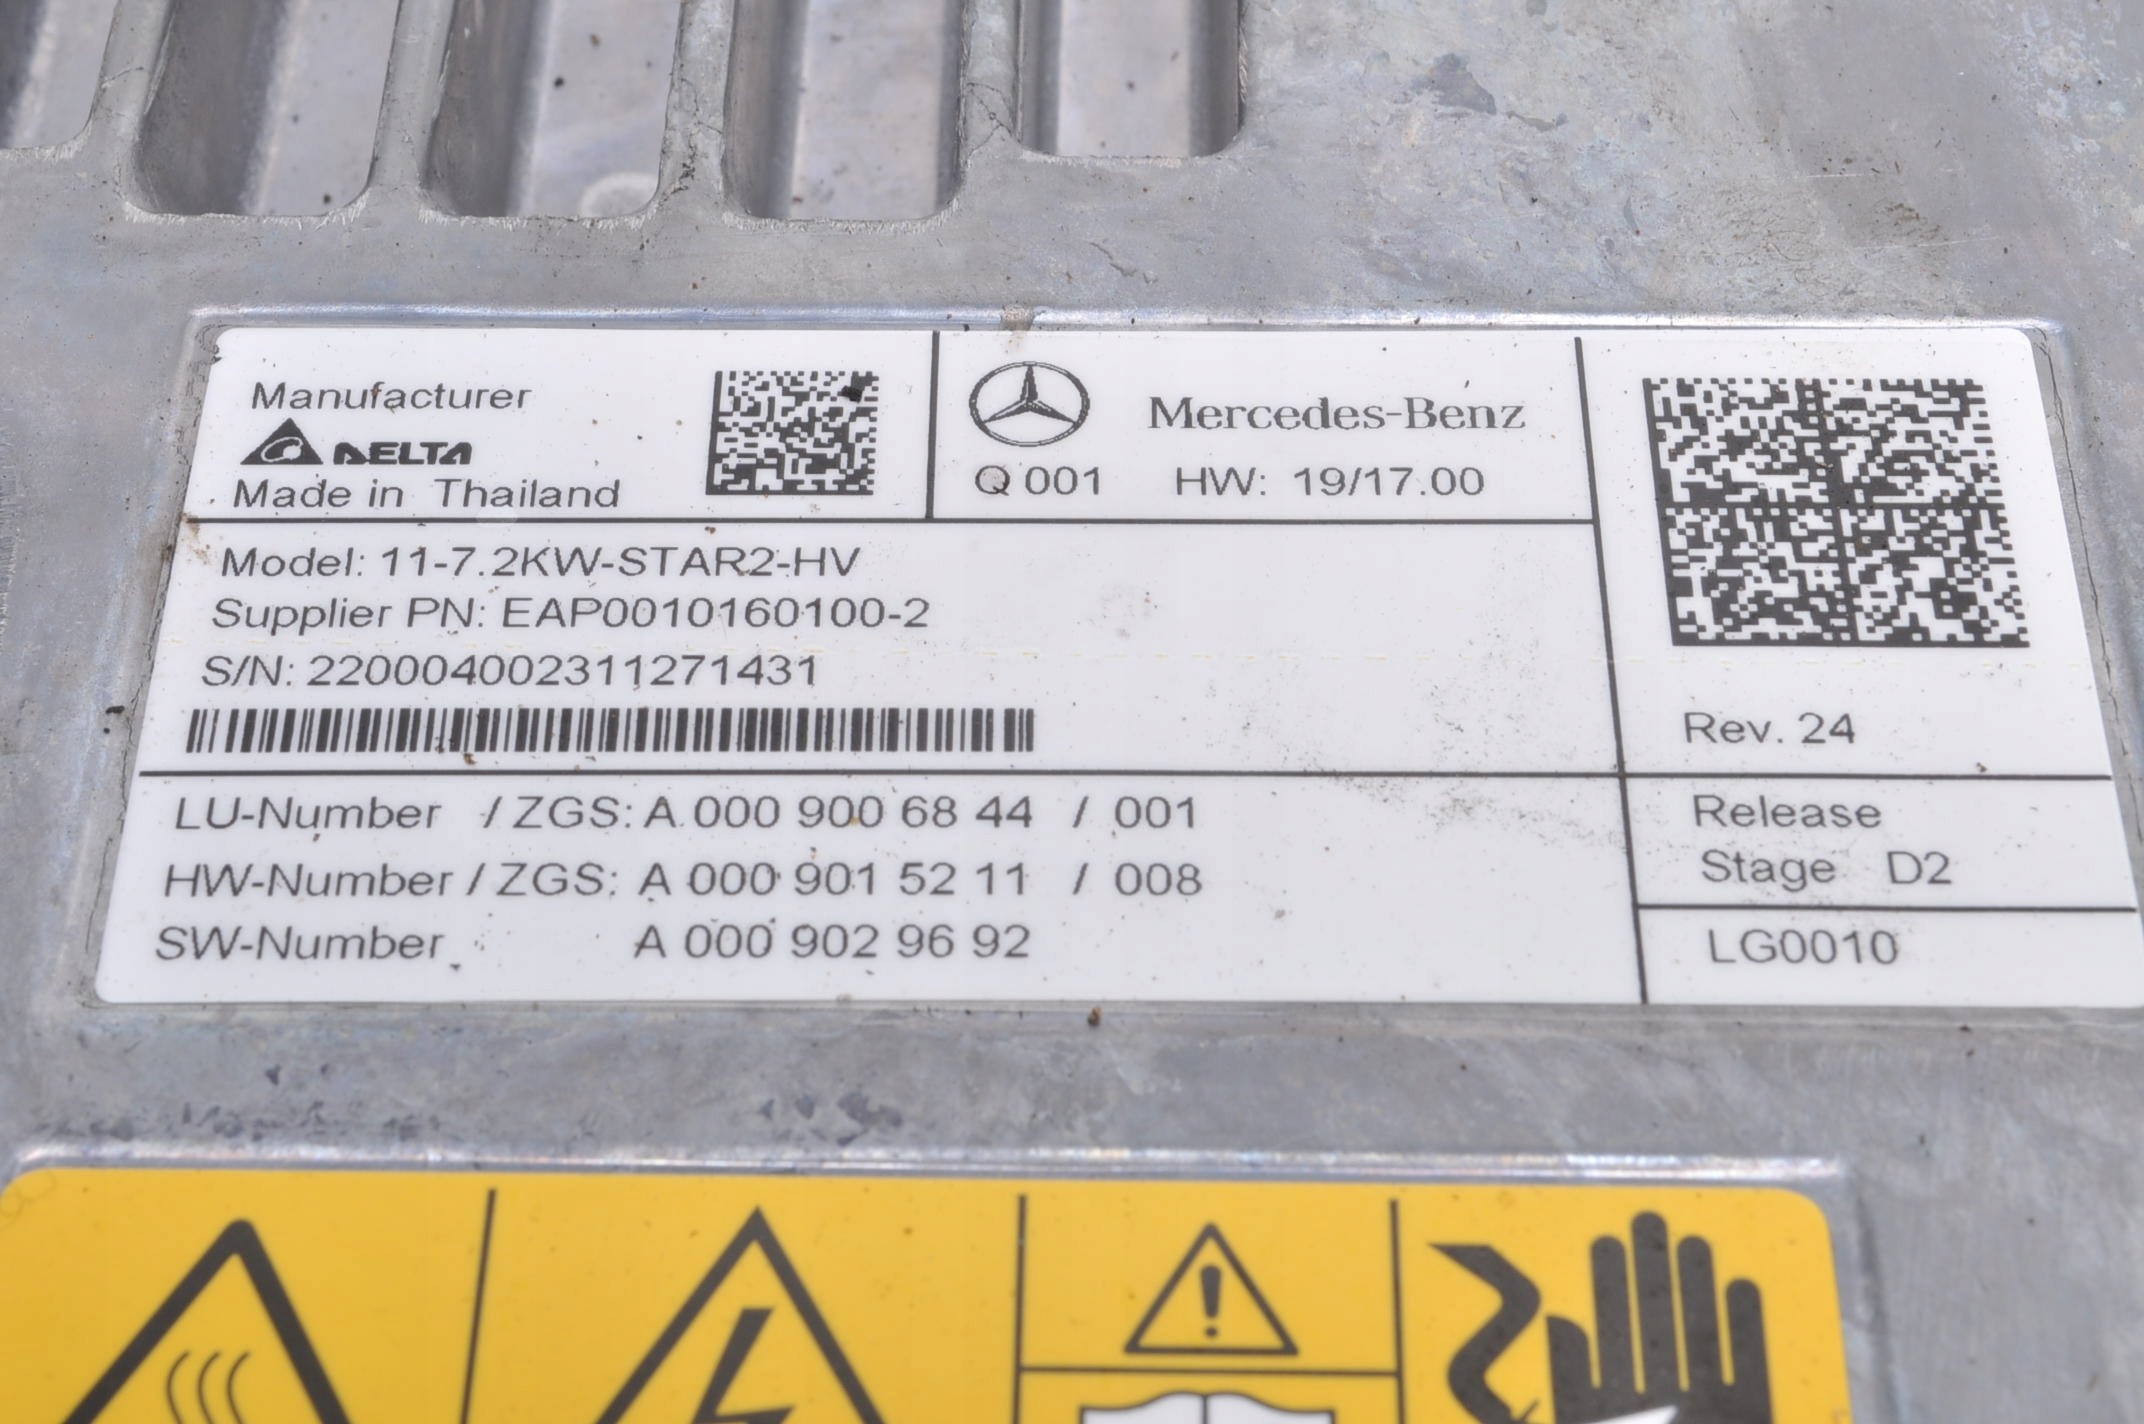 Manufacturer
DELTA
Made in Thailand
Mercedes-Benz
Q 001 HW: 19/17.00
Model: 11-7.2KW-STAR2-HV
Supplier PN: EAP0010160100-2
S/N: 220004002311271431
Rev. 24
LU-Number / ZGS: A 000 900 68 44 / 001
HW-Number / ZGS: A 000 901 52 11 / 008
SW-Number A 000 902 96 92
Release
Stage D2
LG0010